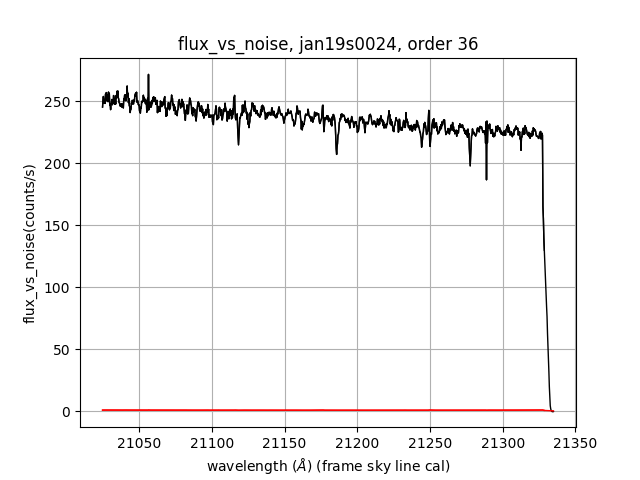 flux_vs_noise, jan19s0024, order 36
flux_vs_noise(counts/s)
250
200
150
100
50
0
21050 21100 21150 21200 21250 21300 21350
wavelength (Å) (frame sky line cal)